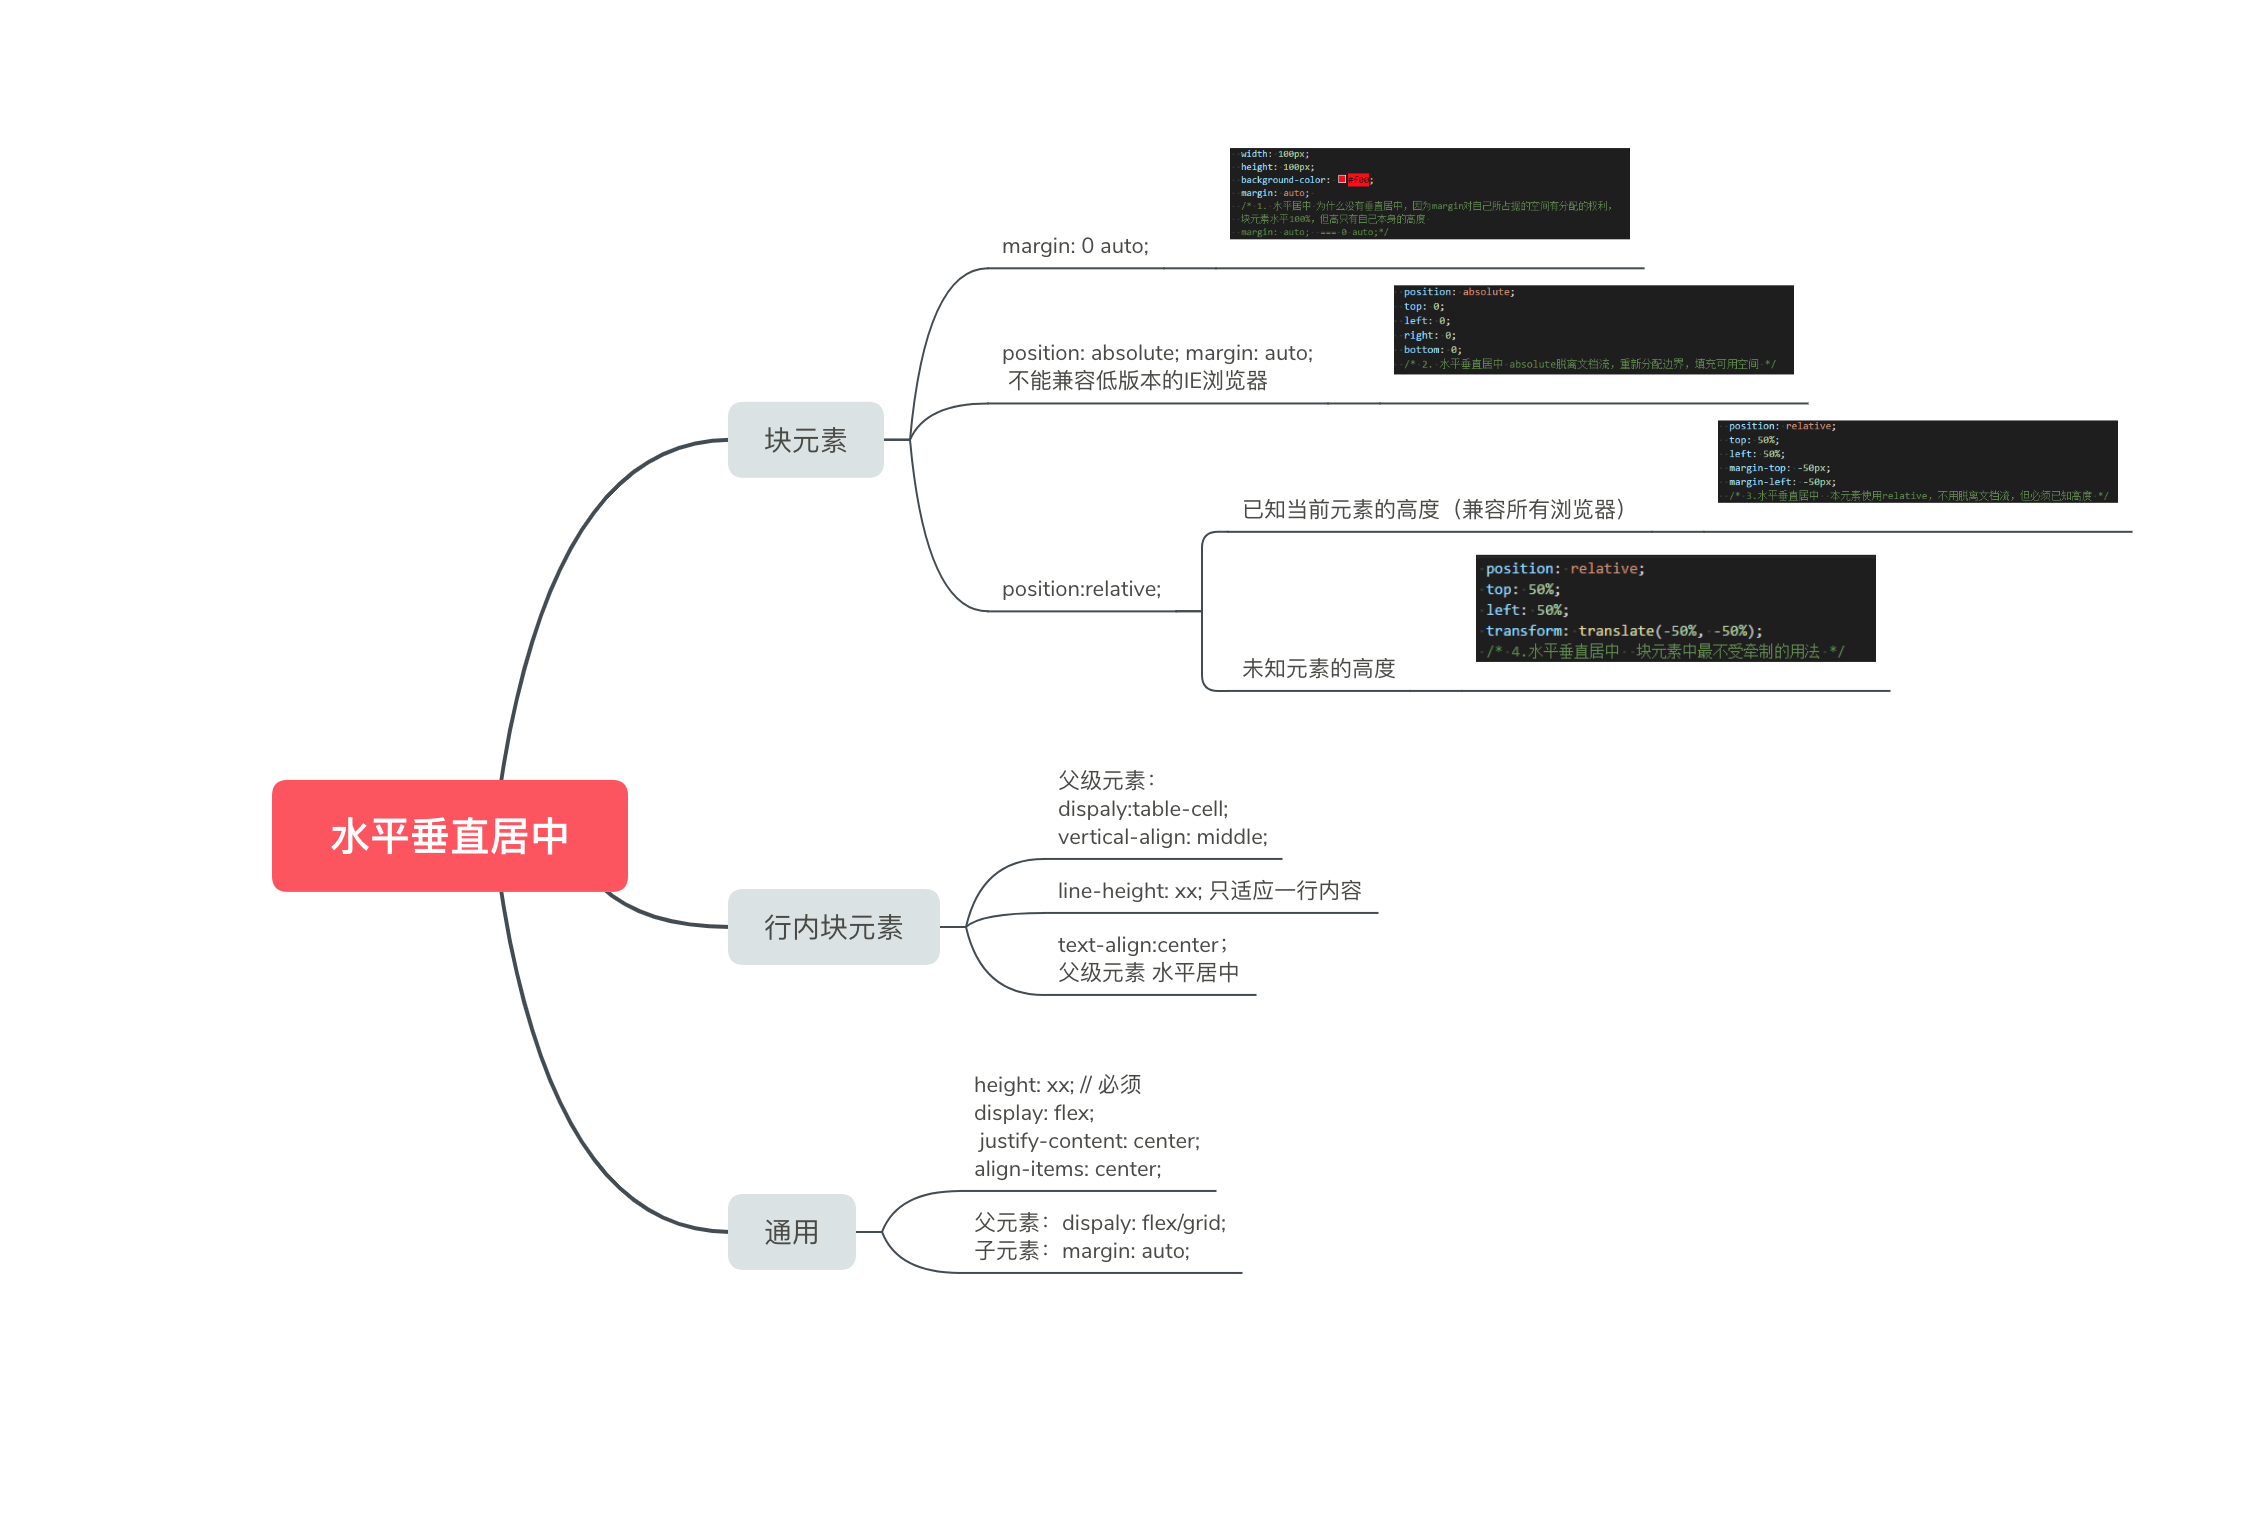 水平垂直居中
块元素
margin: 0 auto;
width: 100px;
height: 100px;
background-color: #f00;
margin: auto;
/* 1. 水平居中 为什么没有垂直居中，因为margin对自己所占据的空间有分配的权利，
块元素水平100%，但高只有自己本身的高度
margin: auto; === 0 auto;*/
position: absolute; margin: auto;
不能兼容低版本的IE浏览器
position: absolute;
top: 0;
left: 0;
right: 0;
bottom: 0;
/* 2. 水平垂直居中 absolute脱离文档流，重新分配边界，填充可用空间 */
position:relative;
已知当前元素的高度（兼容所有浏览器）
position: relative;
top: 50%;
left: 50%;
margin-top: -50px;
margin-left: -50px;
/* 3.水平垂直居中 本元素使用relative，不用脱离文档流，但必须已知高度 */
未知元素的高度
position: relative;
top: 50%;
left: 50%;
transform: translate(-50%, -50%);
/* 4.水平垂直居中 块元素中最不受牵制的用法 */
行内块元素
父级元素：
dispaly:table-cell;
vertical-align: middle;
line-height: xx; 只适应一行内容
text-align:center；
父级元素 水平居中
通用
height: xx; // 必须
display: flex;
justify-content: center;
align-items: center;
父元素：dispaly: flex/grid;
子元素：margin: auto;